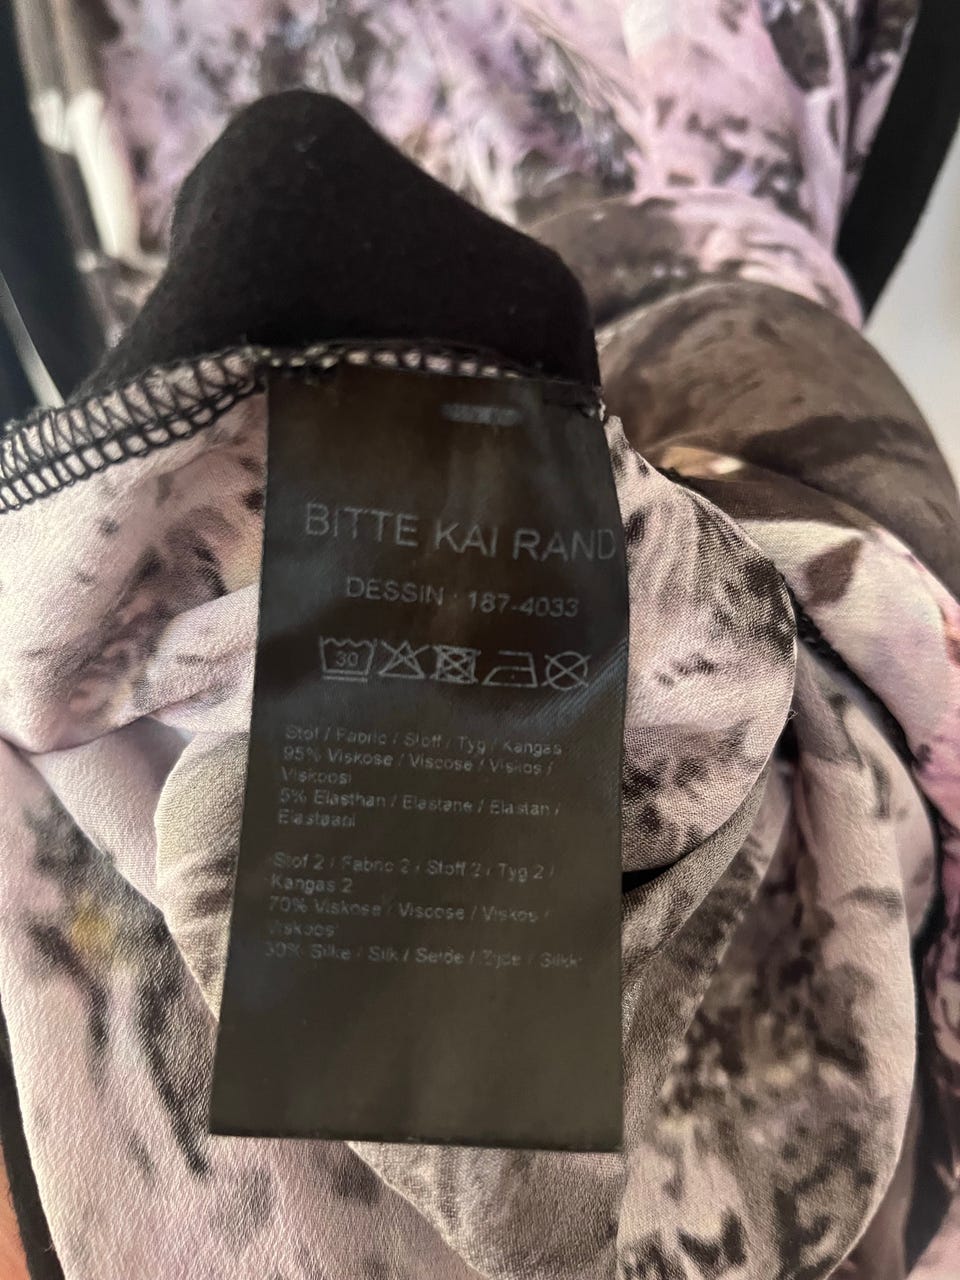 BITTE KAI RAND
DESSIN : 187-4033
30
Stof / Fabric / Stoff / Tyg / Kangas
95% Viskose / Viscose / Viskos /
Viskoosi
5% Elasthan / Elastane / Elastan /
Elastaani
Stof 2 / Fabric 2 / Stoff 2 / Tyg 2 /
Kangas 2
70% Viskose / Viscose / Viskos /
Viskoosi
30% Silke / Silk / Seide / Zijde / Silkki